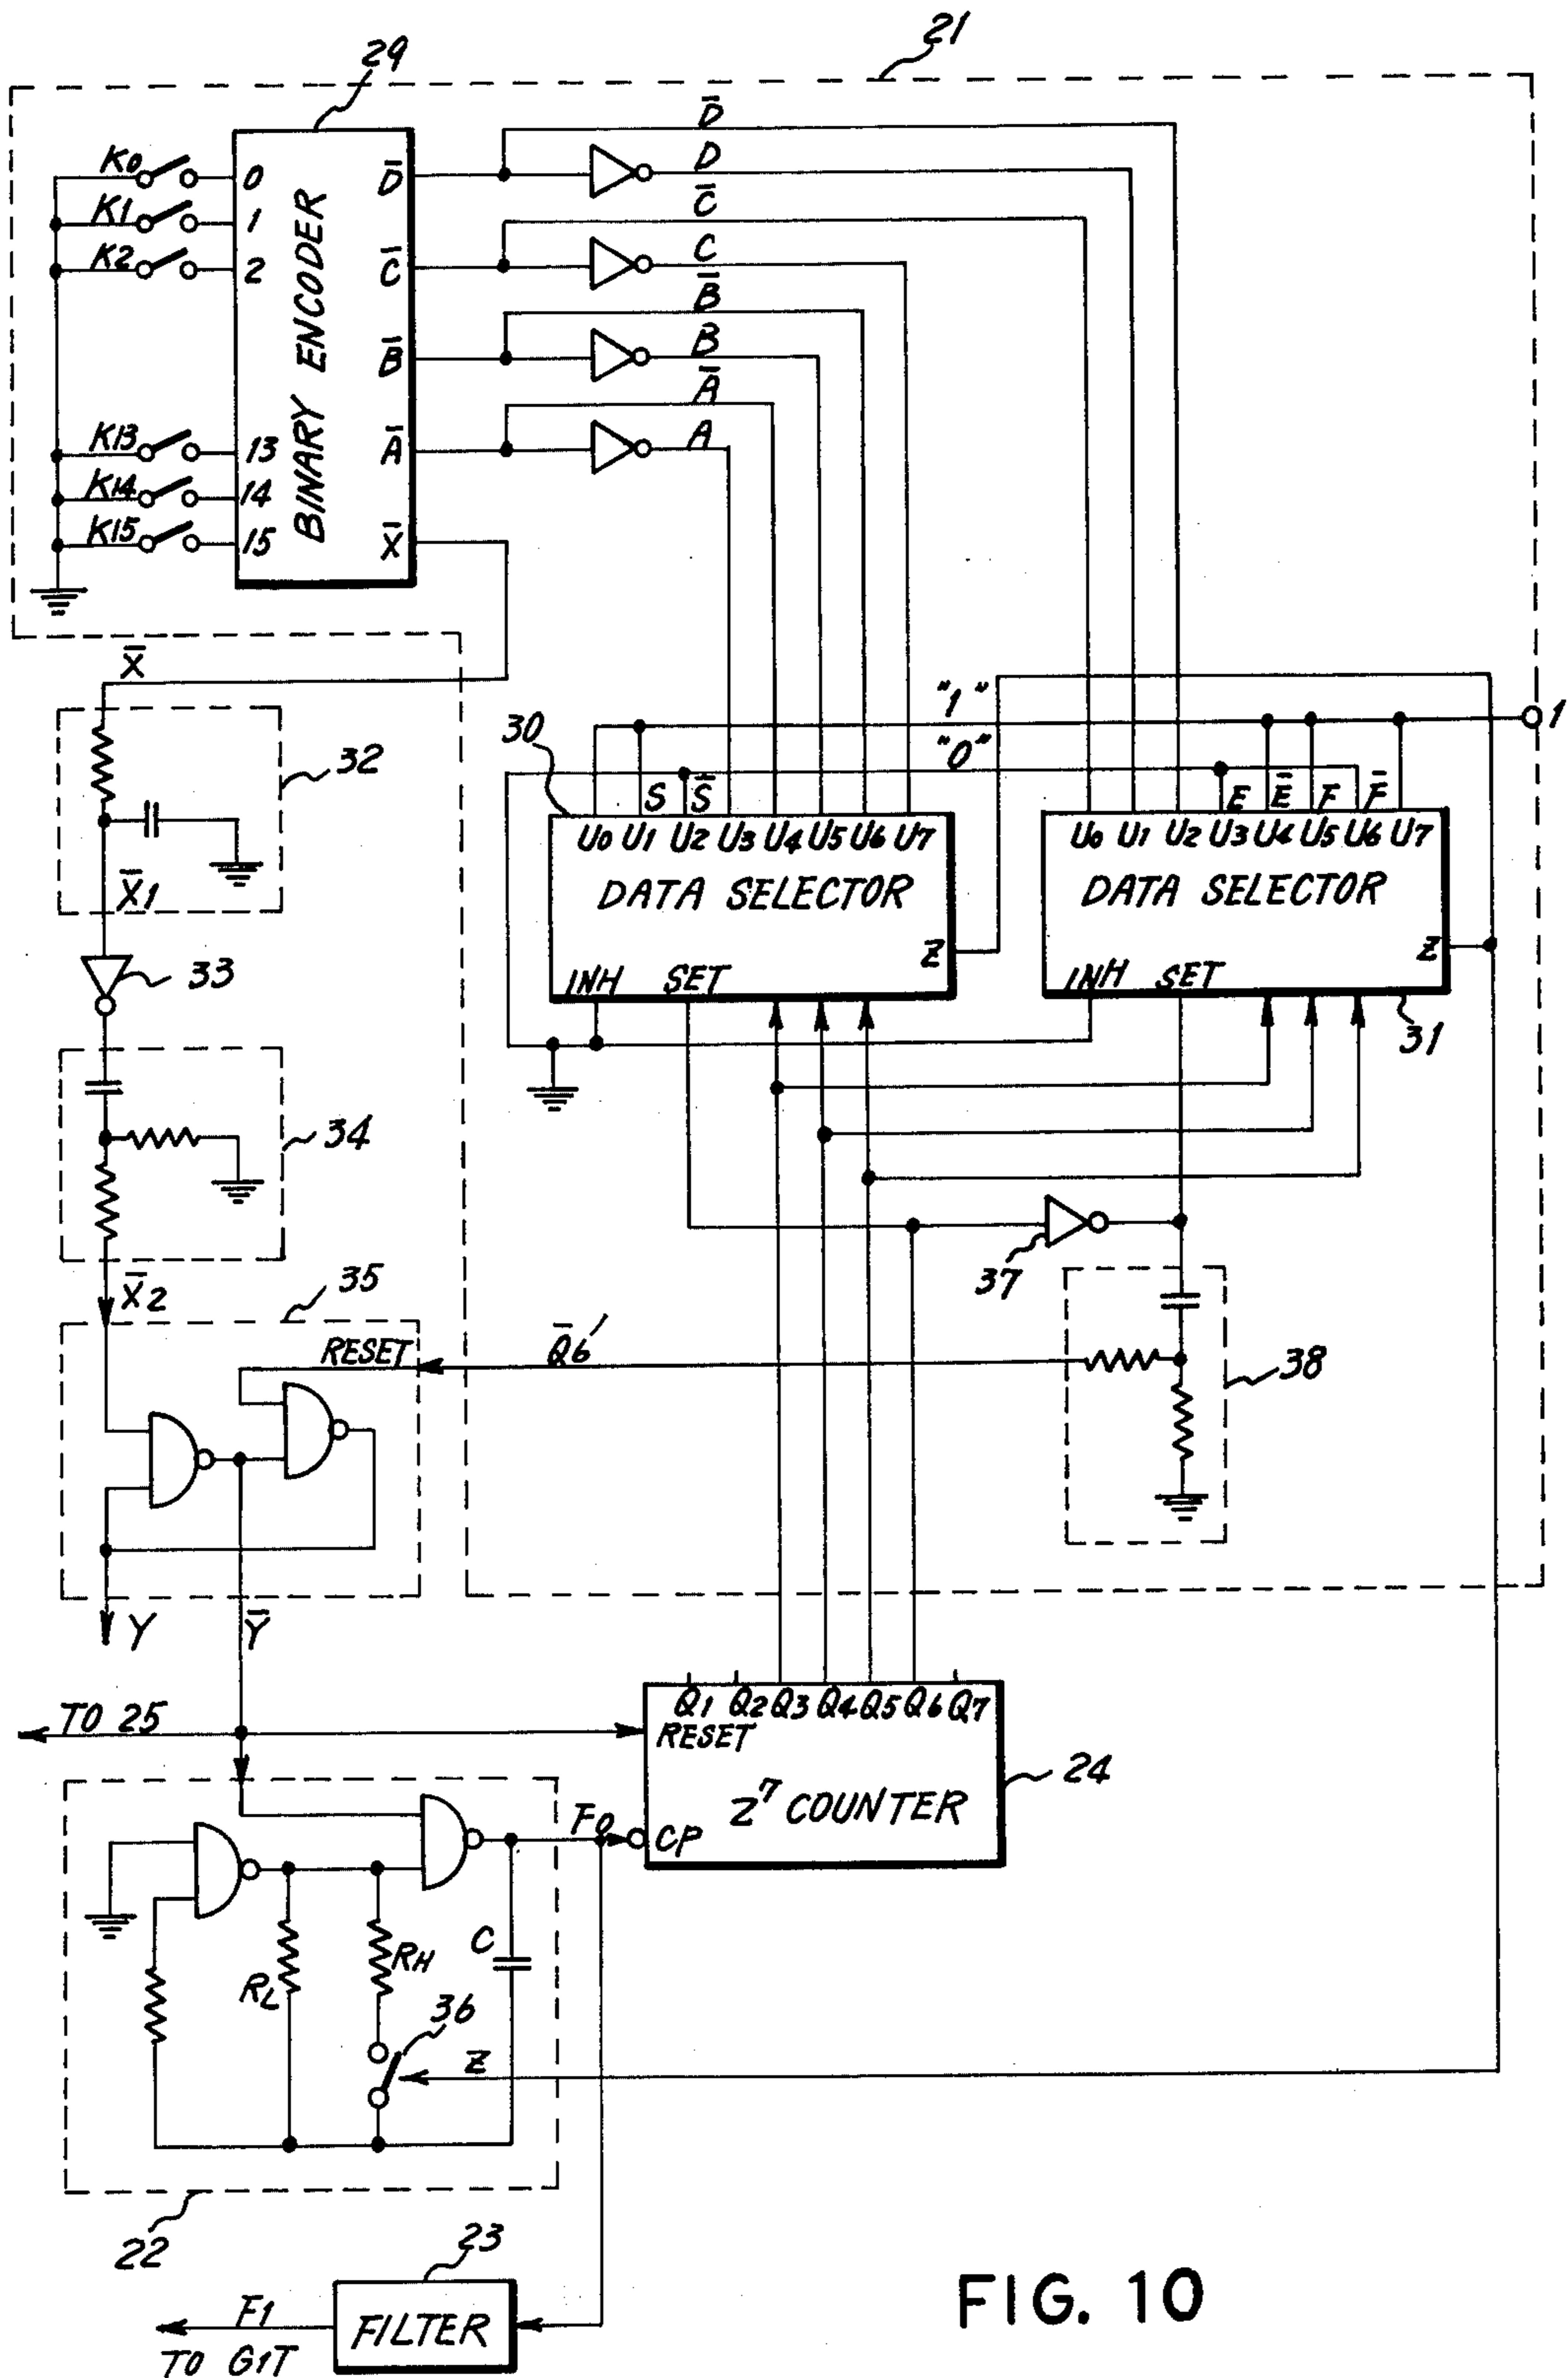 21
29
K0 0
K1 1
K2 2
K13 13
K14 14
K15 15
BINARY ENCODER
D̄
C̄
B̄
Ā
X̄
D̄
D
C̄
C
B̄
B
Ā
A
X̄
32
X̄1
33
34
X̄2
35
RESET
Q̄6'
Y
Ȳ
"1"
1
"0"
30
S S̄
E Ē F F̄
U0 U1 U2 U3 U4 U5 U6 U7
DATA SELECTOR
Z
INH SET
U0 U1 U2 U3 U4 U5 U6 U7
DATA SELECTOR
Z
INH SET
31
37
38
TO 25
Q1 Q2 Q3 Q4 Q5 Q6 Q7
RESET
2⁷ COUNTER
CP
24
F0
RL
RH
C
36
Z
22
23
FILTER
F1
TO G1T
FIG. 10